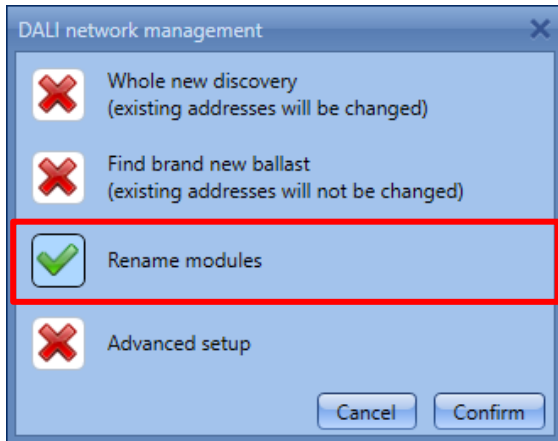 DALI network management
Whole new discovery
(existing addresses will be changed)
Find brand new ballast
(existing addresses will not be changed)
Rename modules
Advanced setup
Cancel
Confirm